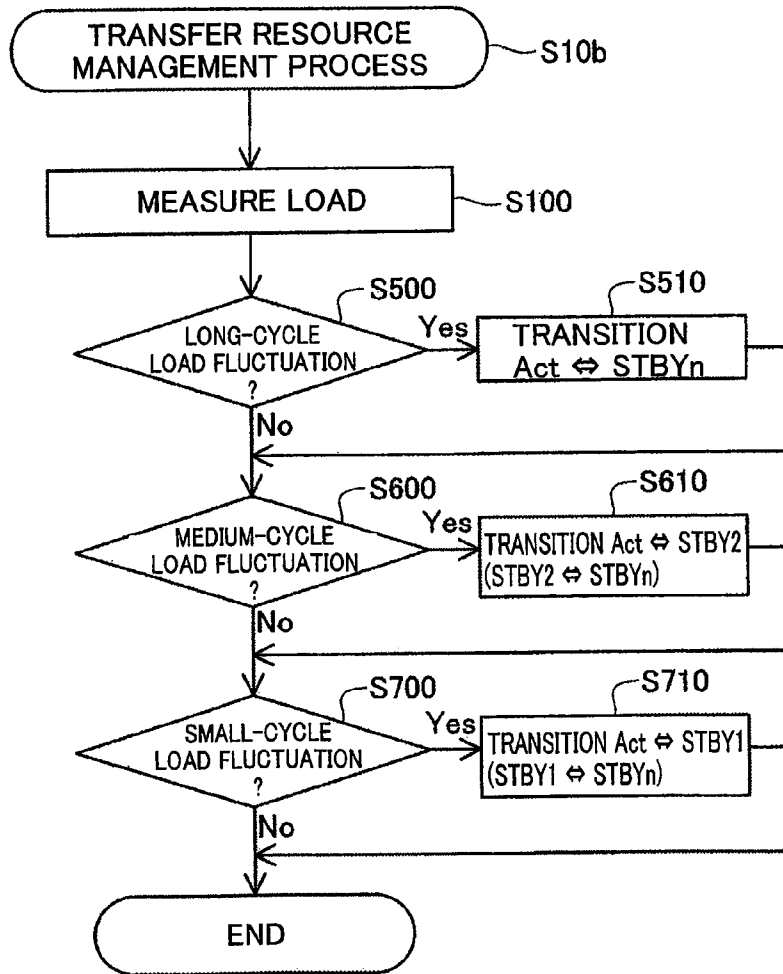 TRANSFER RESOURCE
MANAGEMENT PROCESS
S10b
MEASURE LOAD
S100
S500
LONG-CYCLE
LOAD FLUCTUATION
?
Yes
S510
TRANSITION
Act ⇔ STBYn
No
S600
MEDIUM-CYCLE
LOAD FLUCTUATION
?
Yes
S610
TRANSITION Act ⇔ STBY2
(STBY2 ⇔ STBYn)
No
S700
SMALL-CYCLE
LOAD FLUCTUATION
?
Yes
S710
TRANSITION Act ⇔ STBY1
(STBY1 ⇔ STBYn)
No
END